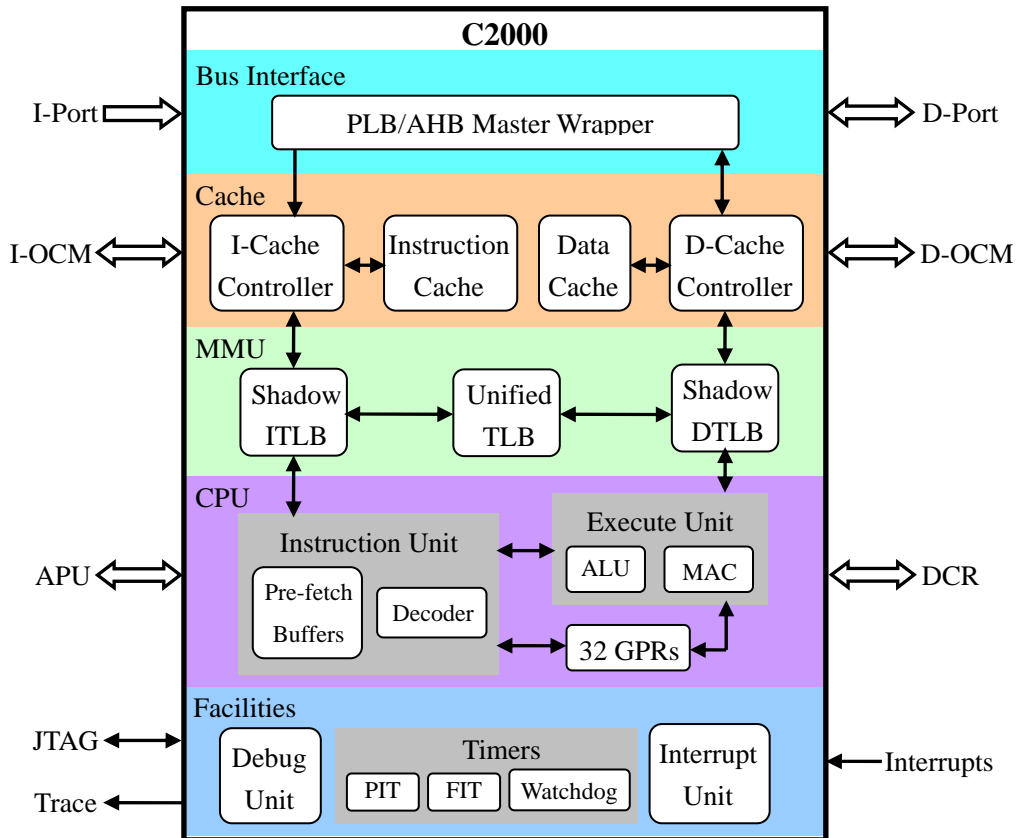 C2000
Bus Interface
I-Port
PLB/AHB Master Wrapper
D-Port
Cache
I-OCM
I-Cache
Controller
Instruction
Cache
Data
Cache
D-Cache
Controller
D-OCM
MMU
Shadow
ITLB
Unified
TLB
Shadow
DTLB
CPU
Instruction Unit
Pre-fetch
Buffers
Decoder
Execute Unit
ALU
MAC
32 GPRs
APU
DCR
Facilities
JTAG
Trace
Debug
Unit
Timers
PIT
FIT
Watchdog
Interrupt
Unit
Interrupts